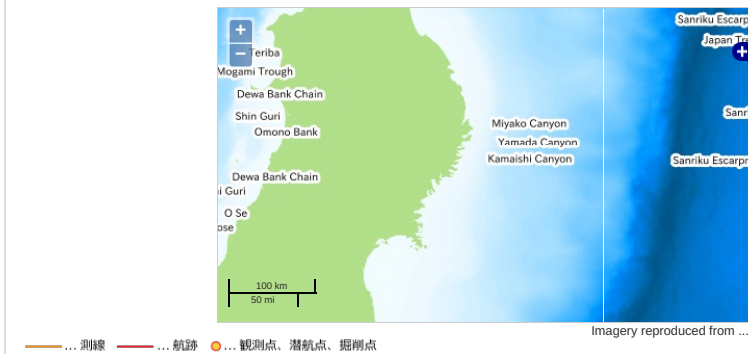 Sanriku Escarp
+
Japan Tre
−
Teriba
Mogami Trough
Dewa Bank Chain
Shin Guri
Sanr
Omono Bank
Miyako Canyon
Yamada Canyon
Kamaishi Canyon
Sanriku Escarpr
Dewa Bank Chain
i Guri
O Se
ose
100 km
50 mi
Imagery reproduced from ...
... 測線 ... 航跡 ... 観測点、潜航点、掘削点